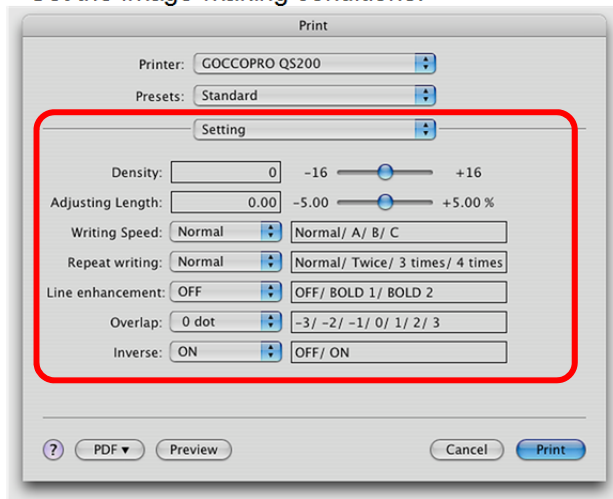 Print
Printer: GOCCOPRO QS200
Presets: Standard
Setting
Density: 0 -16 +16
Adjusting Length: 0.00 -5.00 +5.00 %
Writing Speed: Normal Normal/ A/ B/ C
Repeat writing: Normal Normal/ Twice/ 3 times/ 4 times
Line enhancement: OFF OFF/ BOLD 1/ BOLD 2
Overlap: 0 dot -3/ -2/ -1/ 0/ 1/ 2/ 3
Inverse: ON OFF/ ON
? PDF▼ Preview Cancel Print